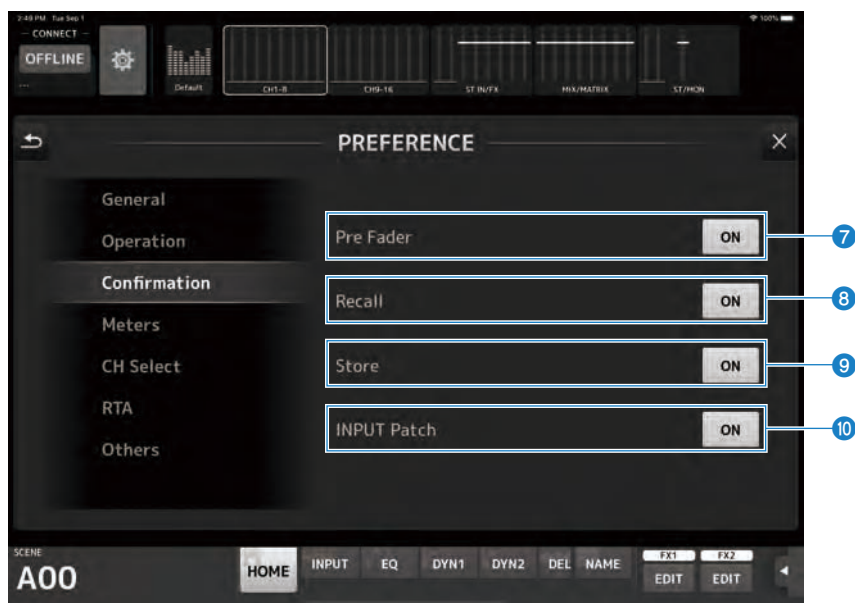 2:49 PM Tue Sep 1
100%
CONNECT
OFFLINE
...
Default
CH1-8
CH9-16
ST IN/FX
MIX/MATRIX
ST/MON
PREFERENCE
General
Operation
Confirmation
Meters
CH Select
RTA
Others
Pre Fader ON
7
Recall ON
8
Store ON
9
INPUT Patch ON
10
SCENE
A00
HOME
INPUT
EQ
DYN1
DYN2
DEL
NAME
FX1
EDIT
FX2
EDIT